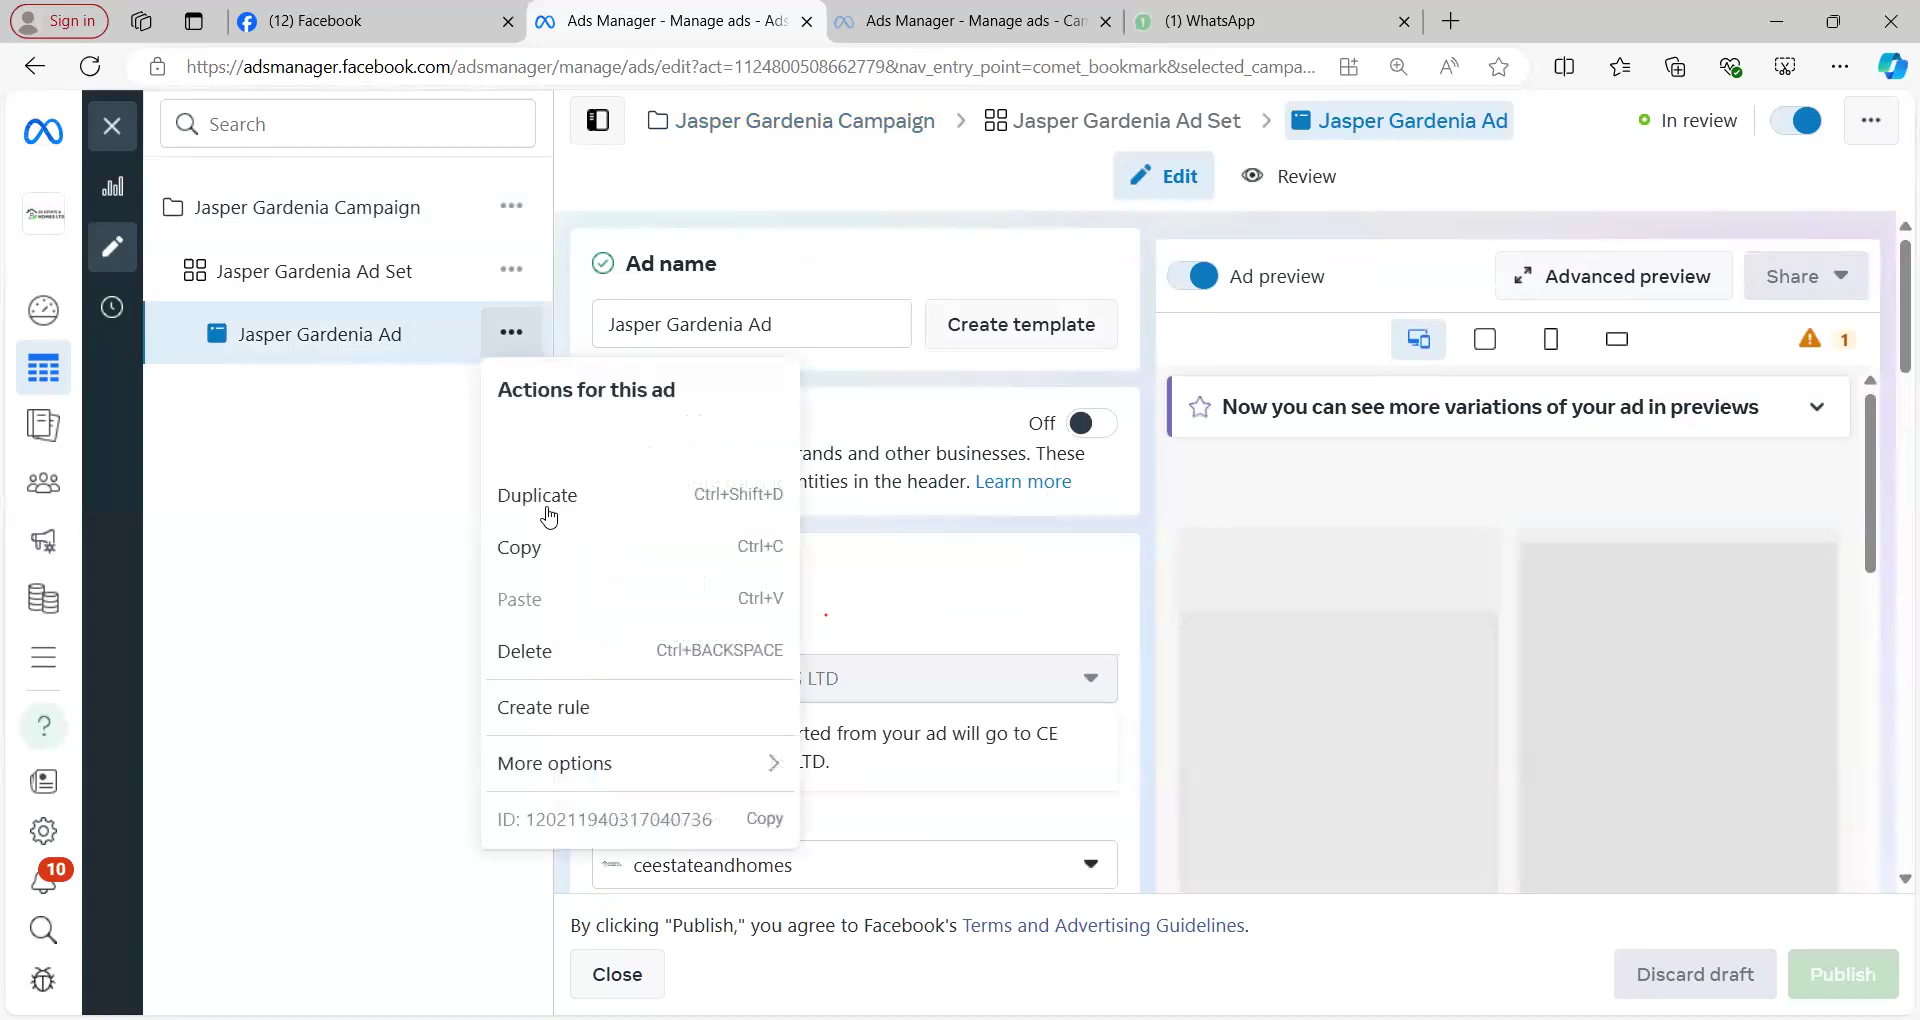 Sign in
(12) Facebook
Ads Manager - Manage ads - Ads
Ads Manager - Manage ads - Can
(1) WhatsApp
https://adsmanager.facebook.com/adsmanager/manage/ads/edit?act=1124800508662779&nav_entry_point=comet_bookmark&selected_campa...
Search
Jasper Gardenia Campaign
Jasper Gardenia Ad Set
Jasper Gardenia Ad
In review
Edit
Review
Jasper Gardenia Campaign
Jasper Gardenia Ad Set
Jasper Gardenia Ad
Ad name
Jasper Gardenia Ad
Create template
Ad preview
Advanced preview
Share
1
Now you can see more variations of your ad in previews
Actions for this ad
Duplicate Ctrl+Shift+D
Copy Ctrl+C
Paste Ctrl+V
Delete Ctrl+BACKSPACE
Create rule
More options
ID: 120211940317040736 Copy
Off
rands and other businesses. These
ntities in the header. Learn more
LTD
rted from your ad will go to CE
LTD.
ceestateandhomes
10
By clicking "Publish," you agree to Facebook's Terms and Advertising Guidelines.
Close
Discard draft
Publish